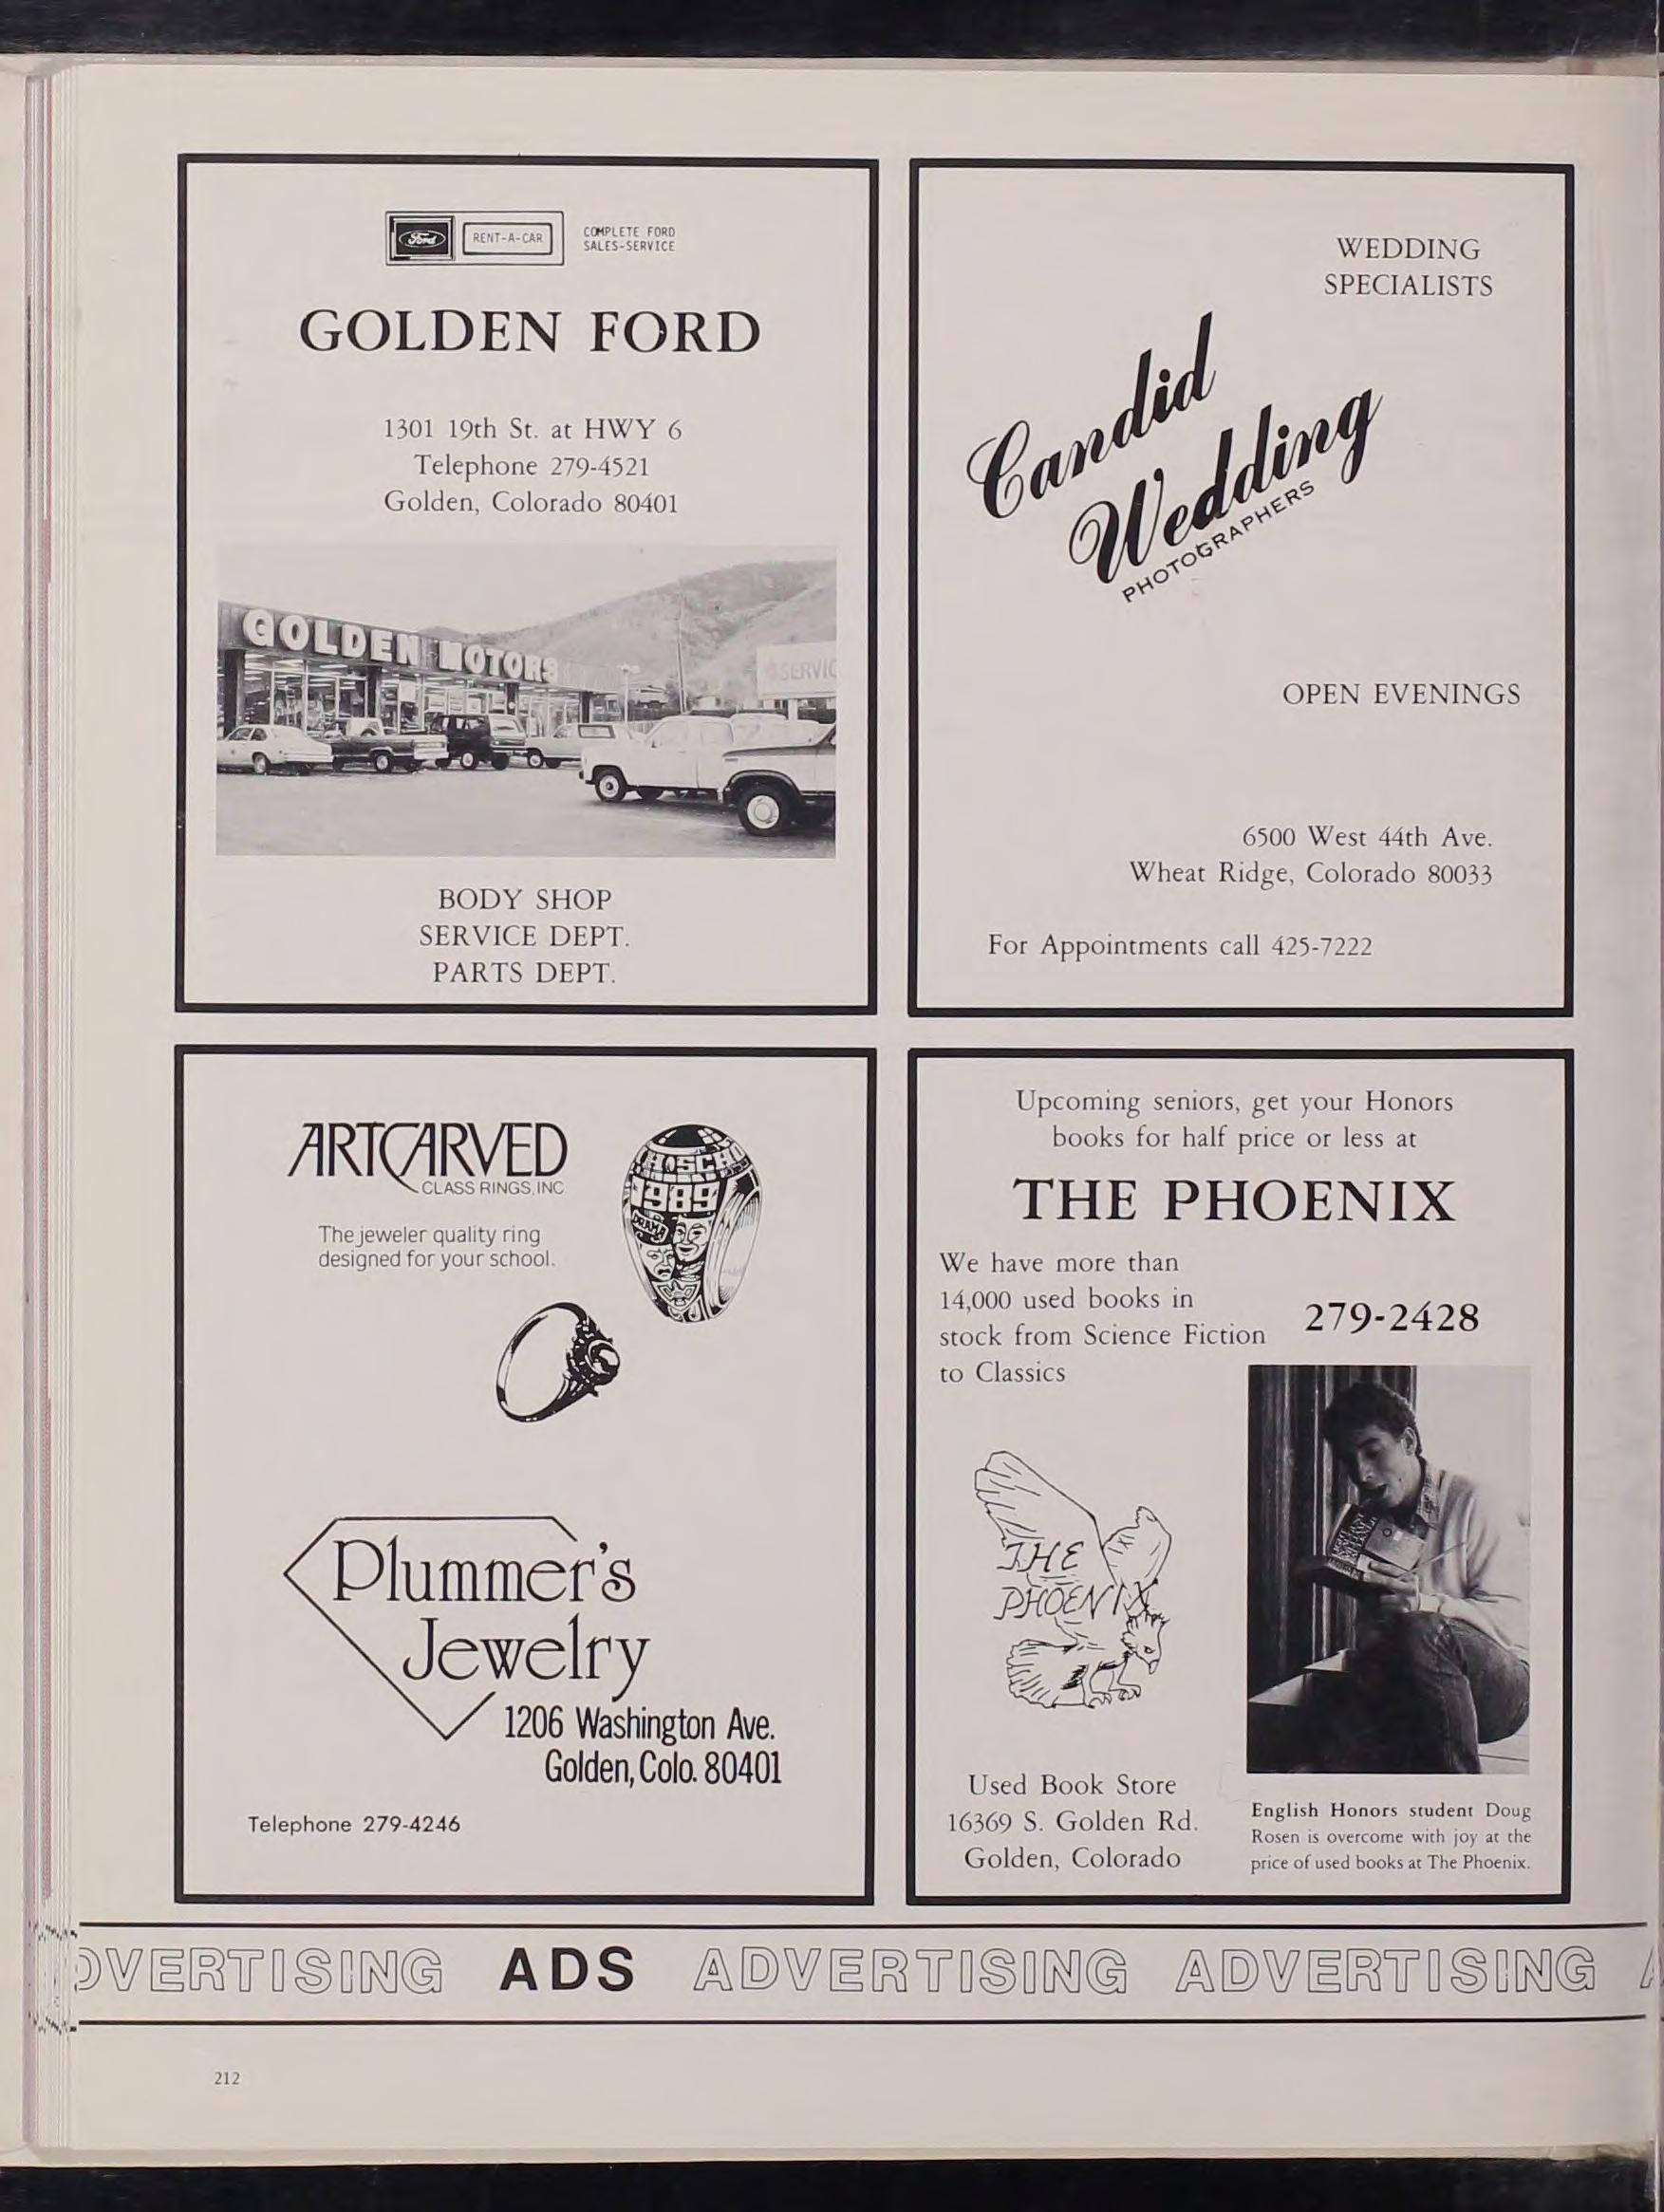 Ford
RENT-A-CAR
COMPLETE FORD
SALES-SERVICE
GOLDEN FORD
1301 19th St. at HWY 6
Telephone 279-4521
Golden, Colorado 80401
GOLDEN MOTORS
SERVIC
BODY SHOP
SERVICE DEPT.
PARTS DEPT.
WEDDING
SPECIALISTS
Candid
Wedding
PHOTOGRAPHERS
OPEN EVENINGS
6500 West 44th Ave.
Wheat Ridge, Colorado 80033
For Appointments call 425-7222
ARTCARVED
CLASS RINGS, INC
The jeweler quality ring
designed for your school.
H SCHO
1989
DRAMA
Plummer's
Jewelry
1206 Washington Ave.
Golden, Colo. 80401
Telephone 279-4246
Upcoming seniors, get your Honors
books for half price or less at
THE PHOENIX
We have more than
14,000 used books in
stock from Science Fiction
to Classics
279-2428
THE
PHOENIX
Used Book Store
16369 S. Golden Rd.
Golden, Colorado
English Honors student Doug
Rosen is overcome with joy at the
price of used books at The Phoenix.
DVERTISING ADS ADVERTISING ADVERTISING A
212